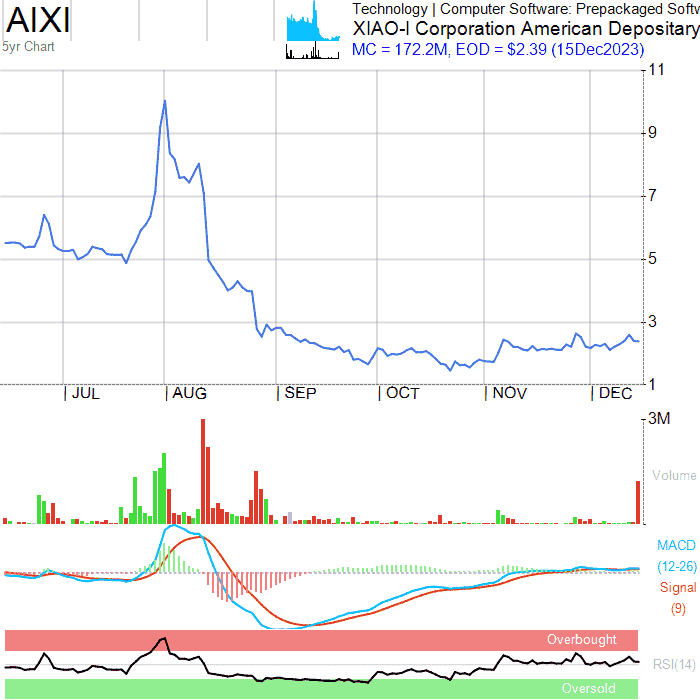 AIXI
5yr Chart
Technology | Computer Software: Prepackaged Softw
XIAO-I Corporation American Depositary
MC = 172.2M, EOD = $2.39 (15Dec2023)
11
9
7
5
3
1
JUL AUG SEP OCT NOV DEC
3M
Volume
MACD
(12-26)
Signal
(9)
Overbought
RSI(14)
Oversold